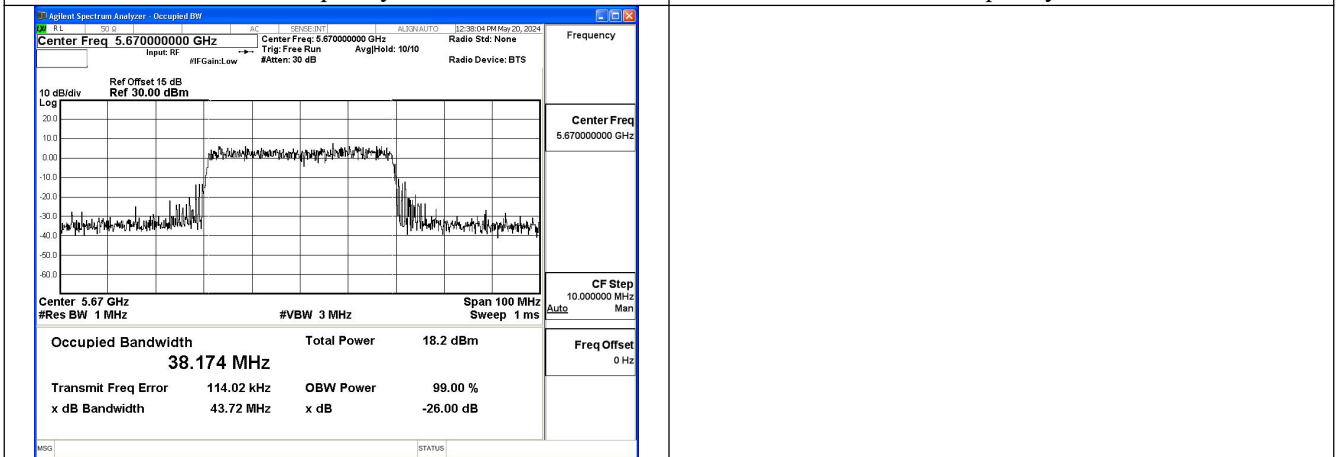 Agilent Spectrum Analyzer - Occupied BW
RL 50 Ω AC SENSE:INT ALIGN AUTO 12:38:04 PM May 20, 2024
Center Freq 5.670000000 GHz Center Freq: 5.670000000 GHz Radio Std: None Frequency
Input: RF Trig: Free Run Avg|Hold: 10/10
#IFGain:Low #Atten: 30 dB Radio Device: BTS
Ref Offset 15 dB
10 dB/div Ref 30.00 dBm
Log
20.0
10.0
0.00
-10.0
-20.0
-30.0
-40.0
-50.0
-60.0
Center Freq
5.670000000 GHz
Center 5.67 GHz Span 100 MHz
#Res BW 1 MHz #VBW 3 MHz Sweep 1 ms
CF Step
10.000000 MHz
Auto Man
Occupied Bandwidth Total Power 18.2 dBm
38.174 MHz
Transmit Freq Error 114.02 kHz OBW Power 99.00 %
x dB Bandwidth 43.72 MHz x dB -26.00 dB
Freq Offset
0 Hz
MSG STATUS